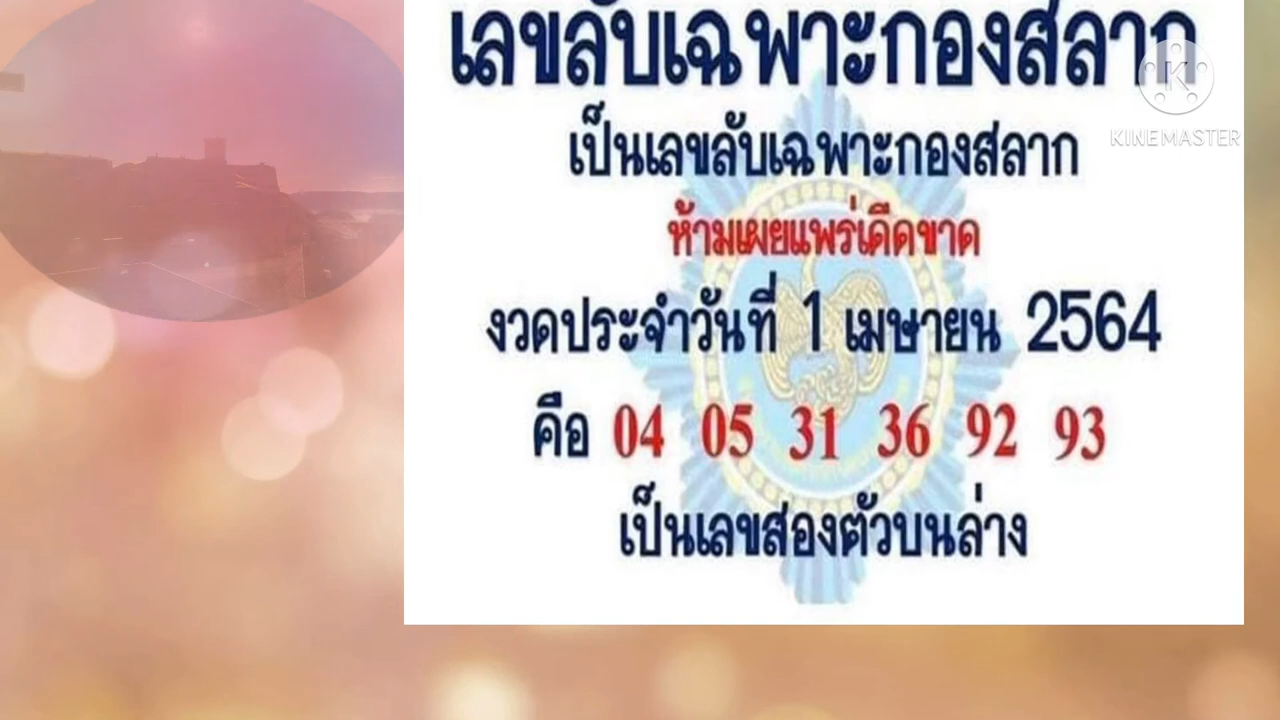 เลขลับเฉพาะกองสลาก
K
KINEMASTER
เป็นเลขลับเฉพาะกองสลาก
ห้ามเผยแพร่เด็ดขาด
งวดประจำวันที่ 1 เมษายน 2564
คือ 04 05 31 36 92 93
เป็นเลขสองตัวบนล่าง